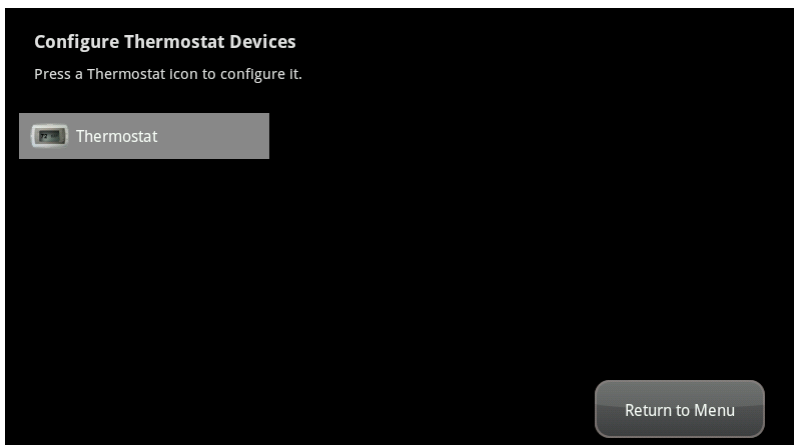 Configure Thermostat Devices
Press a Thermostat icon to configure it.
Thermostat
Return to Menu